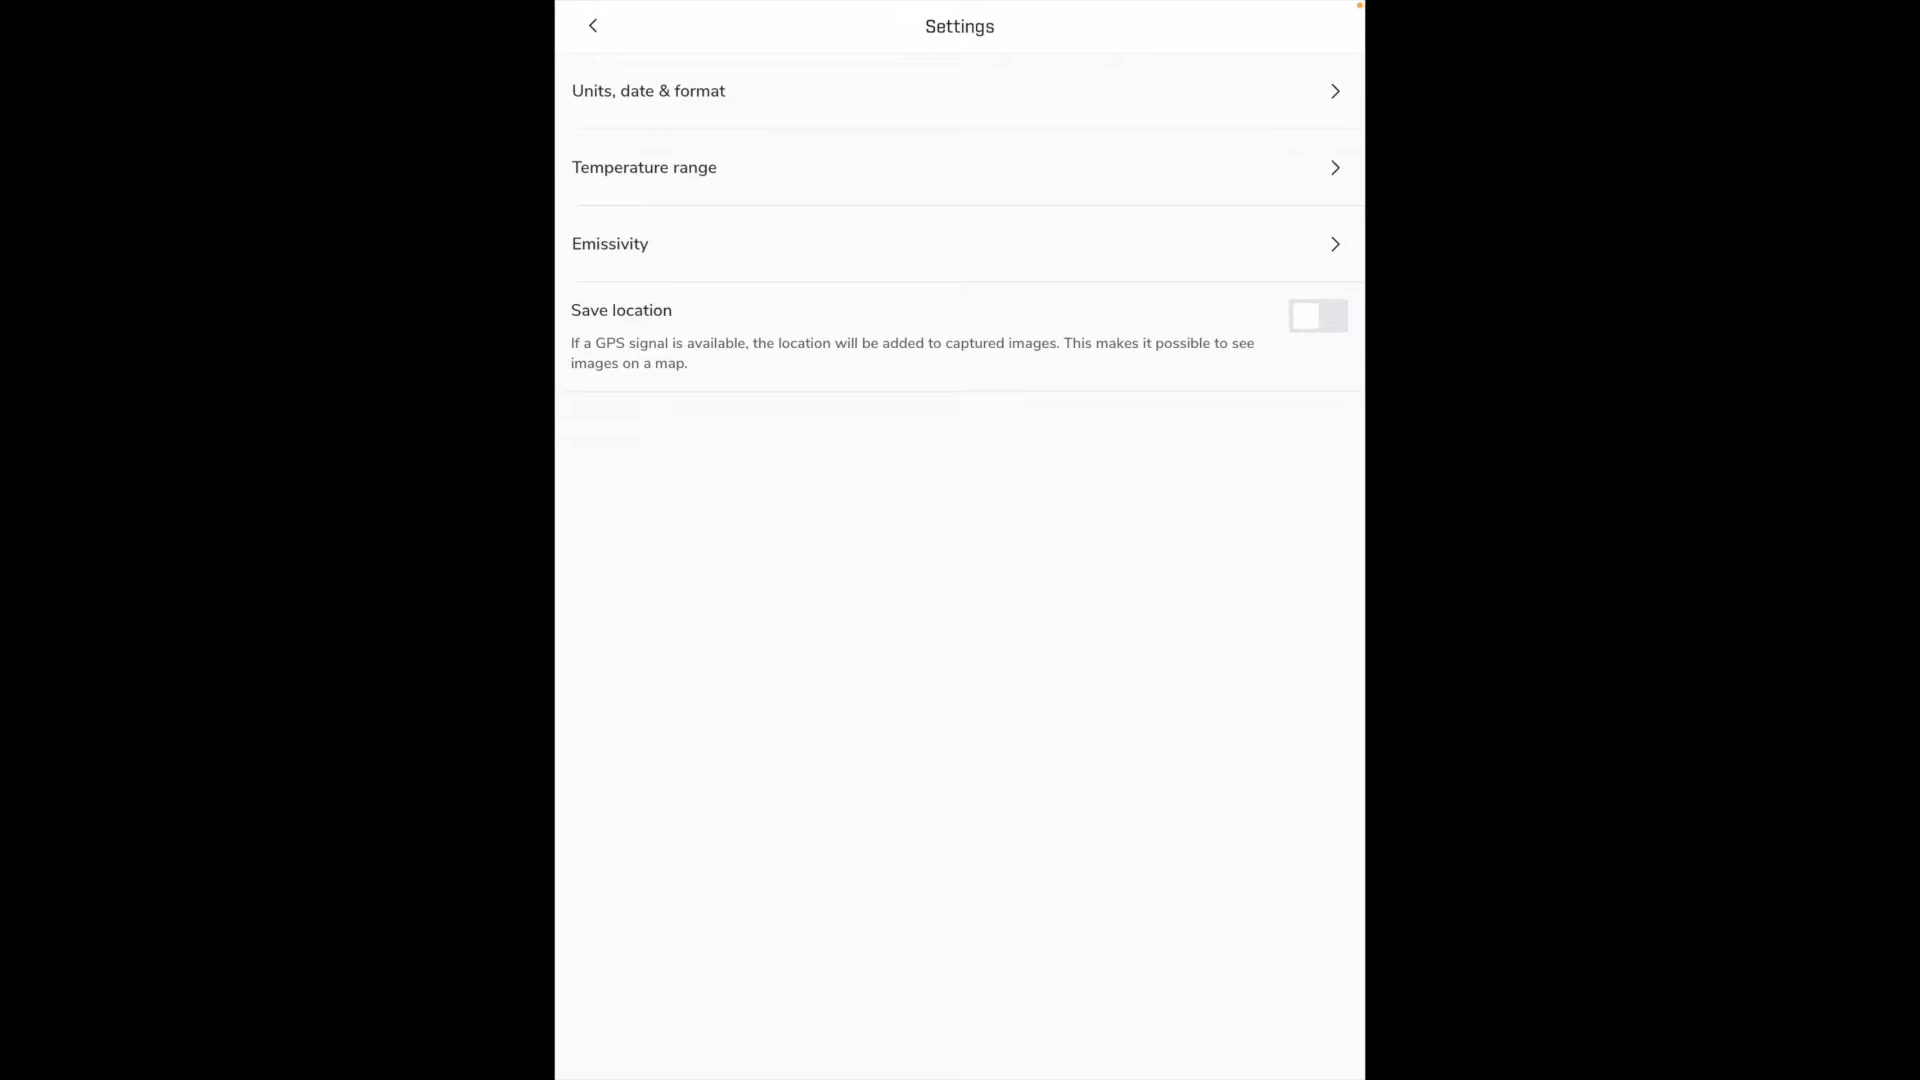 Settings
Units, date & format
Temperature range
Emissivity
Save location
If a GPS signal is available, the location will be added to captured images. This makes it possible to see
images on a map.